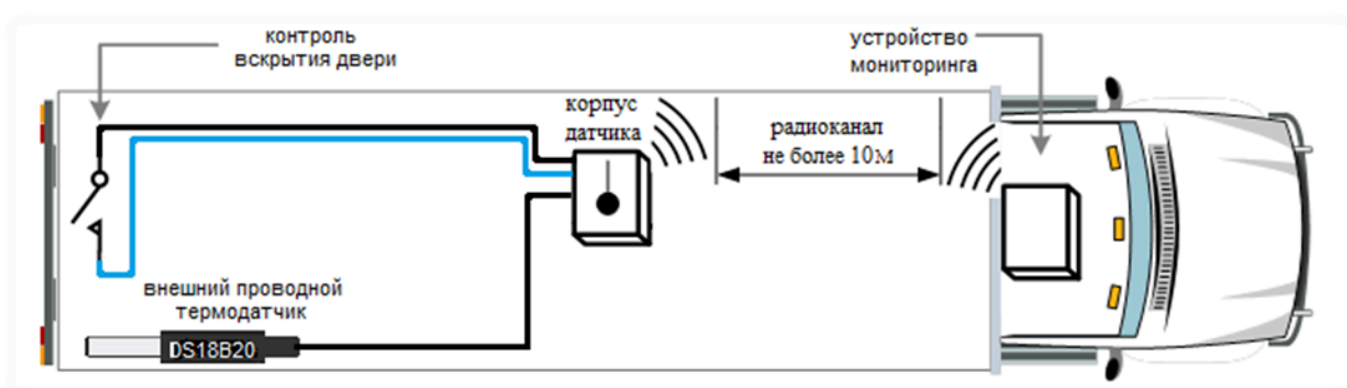 контроль
вскрытия двери
устройство
мониторинга
корпус
датчика
радиоканал
не более 10м
внешний проводной
термодатчик
DS18B20